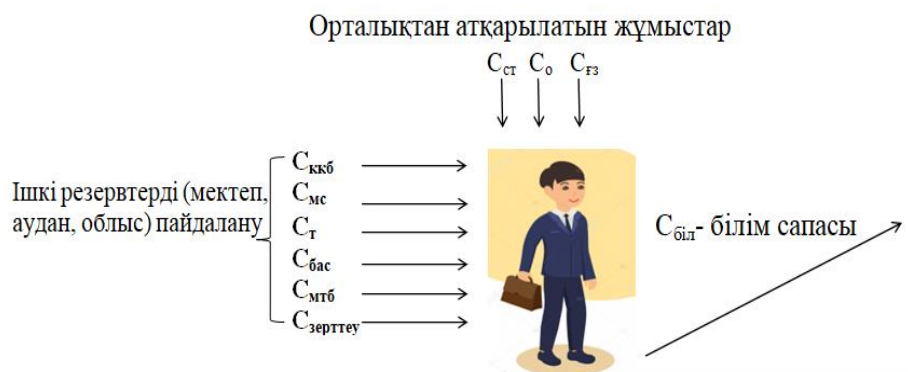 Орталықтан атқарылатын жұмыстар
Сст Со Сғз
Ішкі резервтерді (мектеп,
аудан, облыс) пайдалану
Сккб
Смс
Ст
Сбас
Смтб
Сзерттеу
Сбіл- білім сапасы